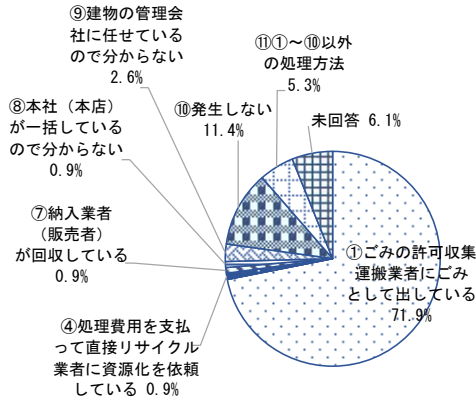 ⑨建物の管理会
社に任せている
ので分からない
2.6%
⑪①～⑩以外
の処理方法
5.3%
⑩発生しない
11.4%
未回答 6.1%
⑧本社（本店）
が一括している
ので分からない
0.9%
⑦納入業者
（販売者）
が回収している
0.9%
①ごみの許可収集
運搬業者にごみ
として出している
71.9%
④処理費用を支払
って直接リサイクル
業者に資源化を依頼
している 0.9%